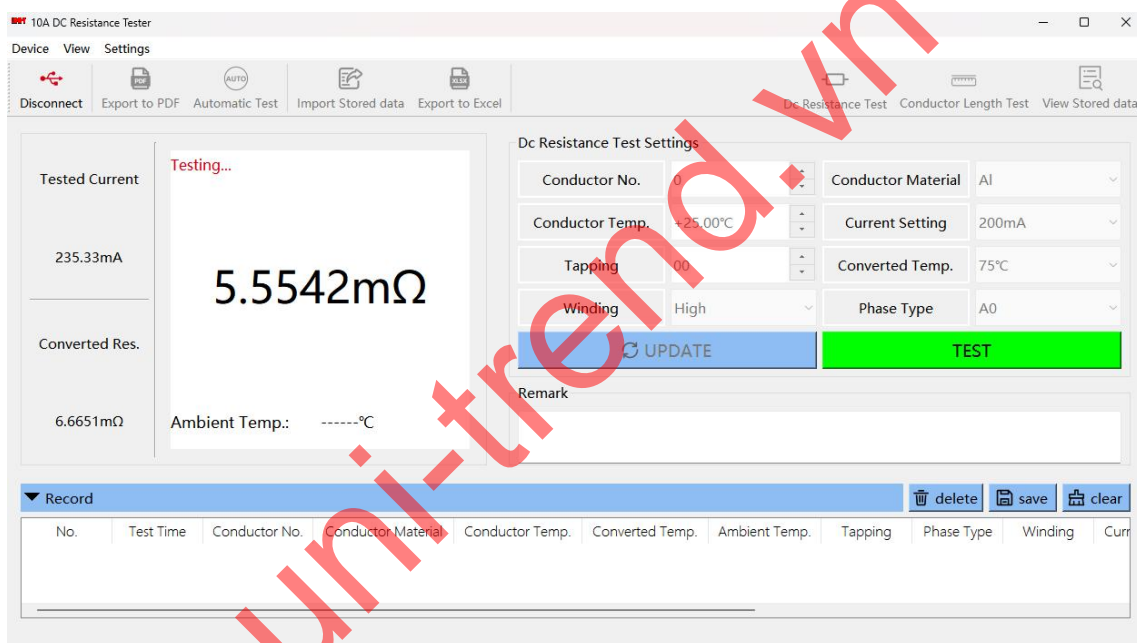 10A DC Resistance Tester
Device View Settings
Disconnect Export to PDF Automatic Test Import Stored data Export to Excel Dc Resistance Test Conductor Length Test View Stored data
PDF AUTO XLSX
Dc Resistance Test Settings
Tested Current
235.33mA
Converted Res.
6.6651mΩ
Testing...
5.5542mΩ
Ambient Temp.: ------℃
Conductor No. 0 Conductor Material Al
Conductor Temp. +25.00℃ Current Setting 200mA
Tapping 00 Converted Temp. 75℃
Winding High Phase Type A0
UPDATE TEST
Remark
Record delete save clear
No. Test Time Conductor No. Conductor Material Conductor Temp. Converted Temp. Ambient Temp. Tapping Phase Type Winding Curr
uni-trend.vn